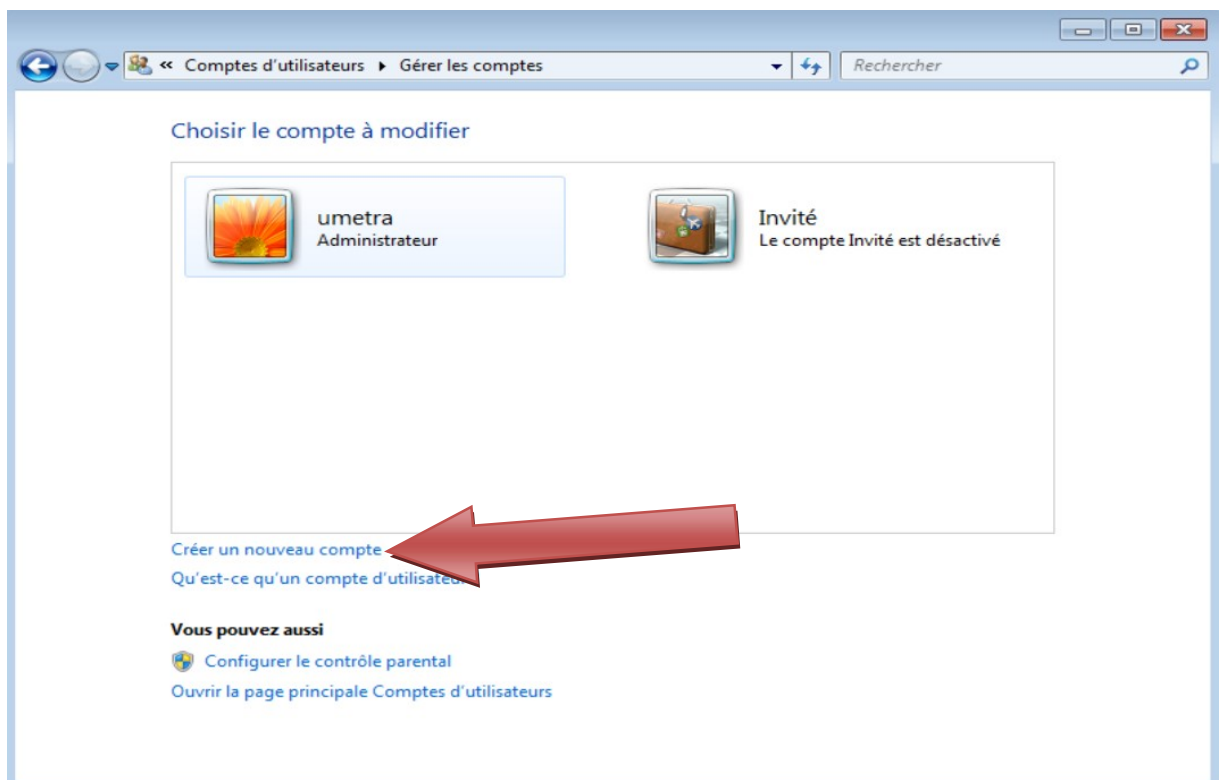 « Comptes d'utilisateurs ▸ Gérer les comptes
Rechercher
Choisir le compte à modifier
umetra
Administrateur
Invité
Le compte Invité est désactivé
Créer un nouveau compte
Qu'est-ce qu'un compte d'utilisateur
Vous pouvez aussi
Configurer le contrôle parental
Ouvrir la page principale Comptes d'utilisateurs